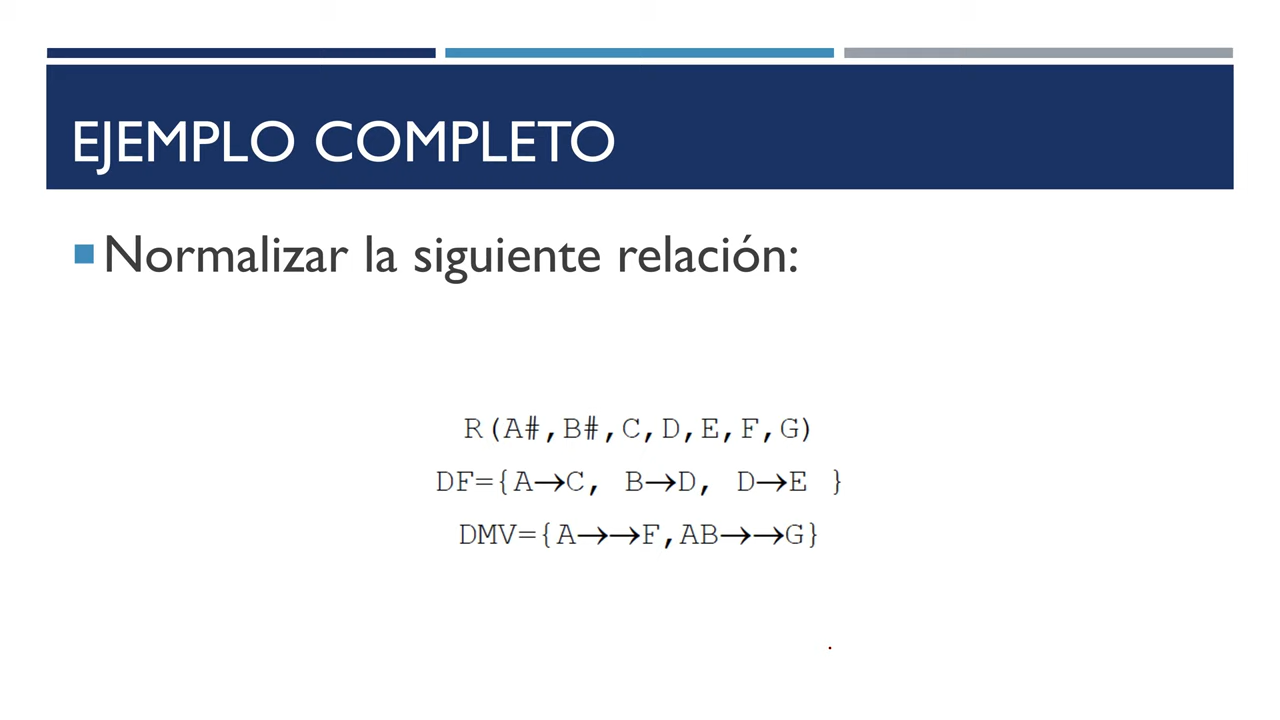 EJEMPLO COMPLETO
Normalizar la siguiente relación:
R(A#,B#,C,D,E,F,G)
DF={A→C, B→D, D→E }
DMV={A→→F,AB→→G}